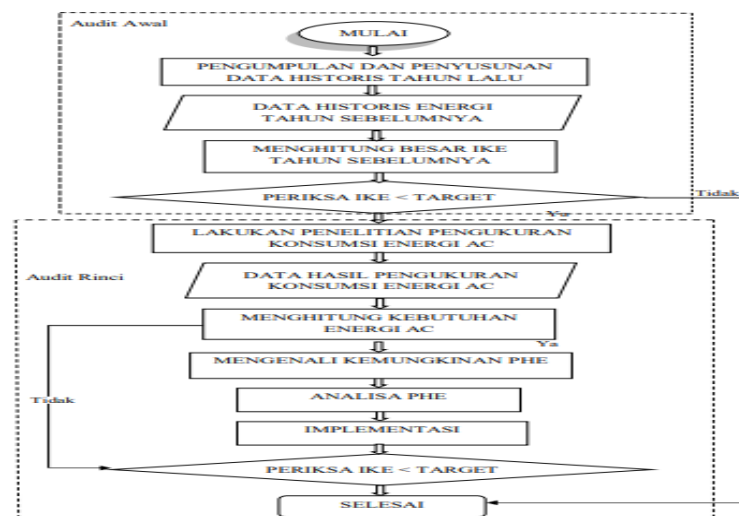 Audit Awal
MULAI
PENGUMPULAN DAN PENYUSUNAN
DATA HISTORIS TAHUN LALU
DATA HISTORIS ENERGI
TAHUN SEBELUMNYA
MENGHITUNG BESAR IKE
TAHUN SEBELUMNYA
PERIKSA IKE < TARGET
Tidak
Ya
LAKUKAN PENELITIAN PENGUKURAN
KONSUMSI ENERGI AC
Audit Rinci
DATA HASIL PENGUKURAN
KONSUMSI ENERGI AC
MENGHITUNG KEBUTUHAN
ENERGI AC
Ya
MENGENALI KEMUNGKINAN PHE
Tidak
ANALISA PHE
IMPLEMENTASI
PERIKSA IKE < TARGET
SELESAI